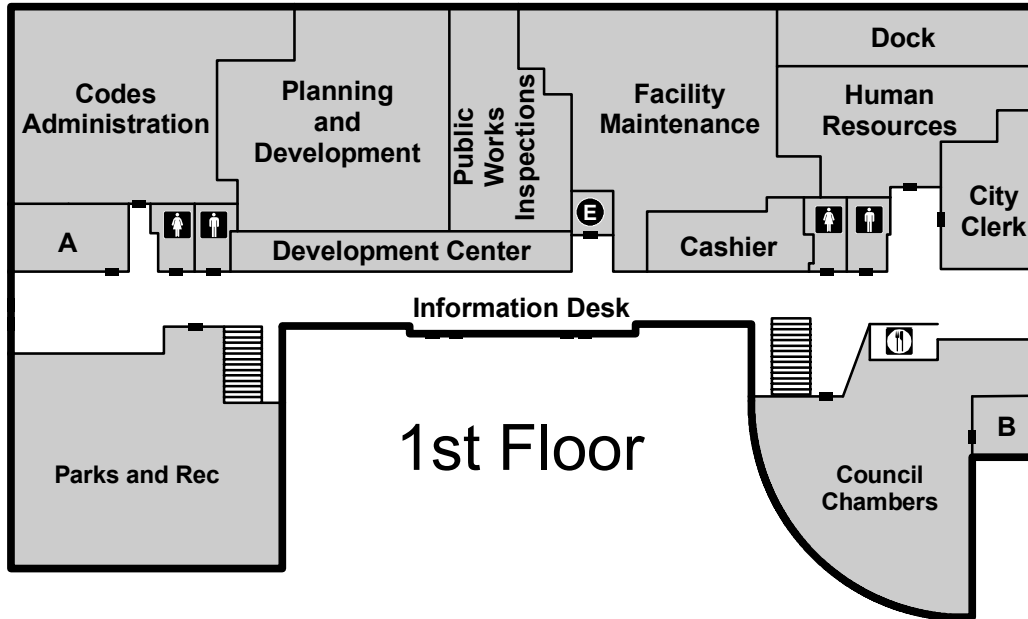 Dock
Codes
Administration
Planning
and
Development
Public
Works
Inspections
Facility
Maintenance
Human
Resources
City
Clerk
E
A
Development Center
Cashier
Information Desk
1st Floor
B
Parks and Rec
Council
Chambers